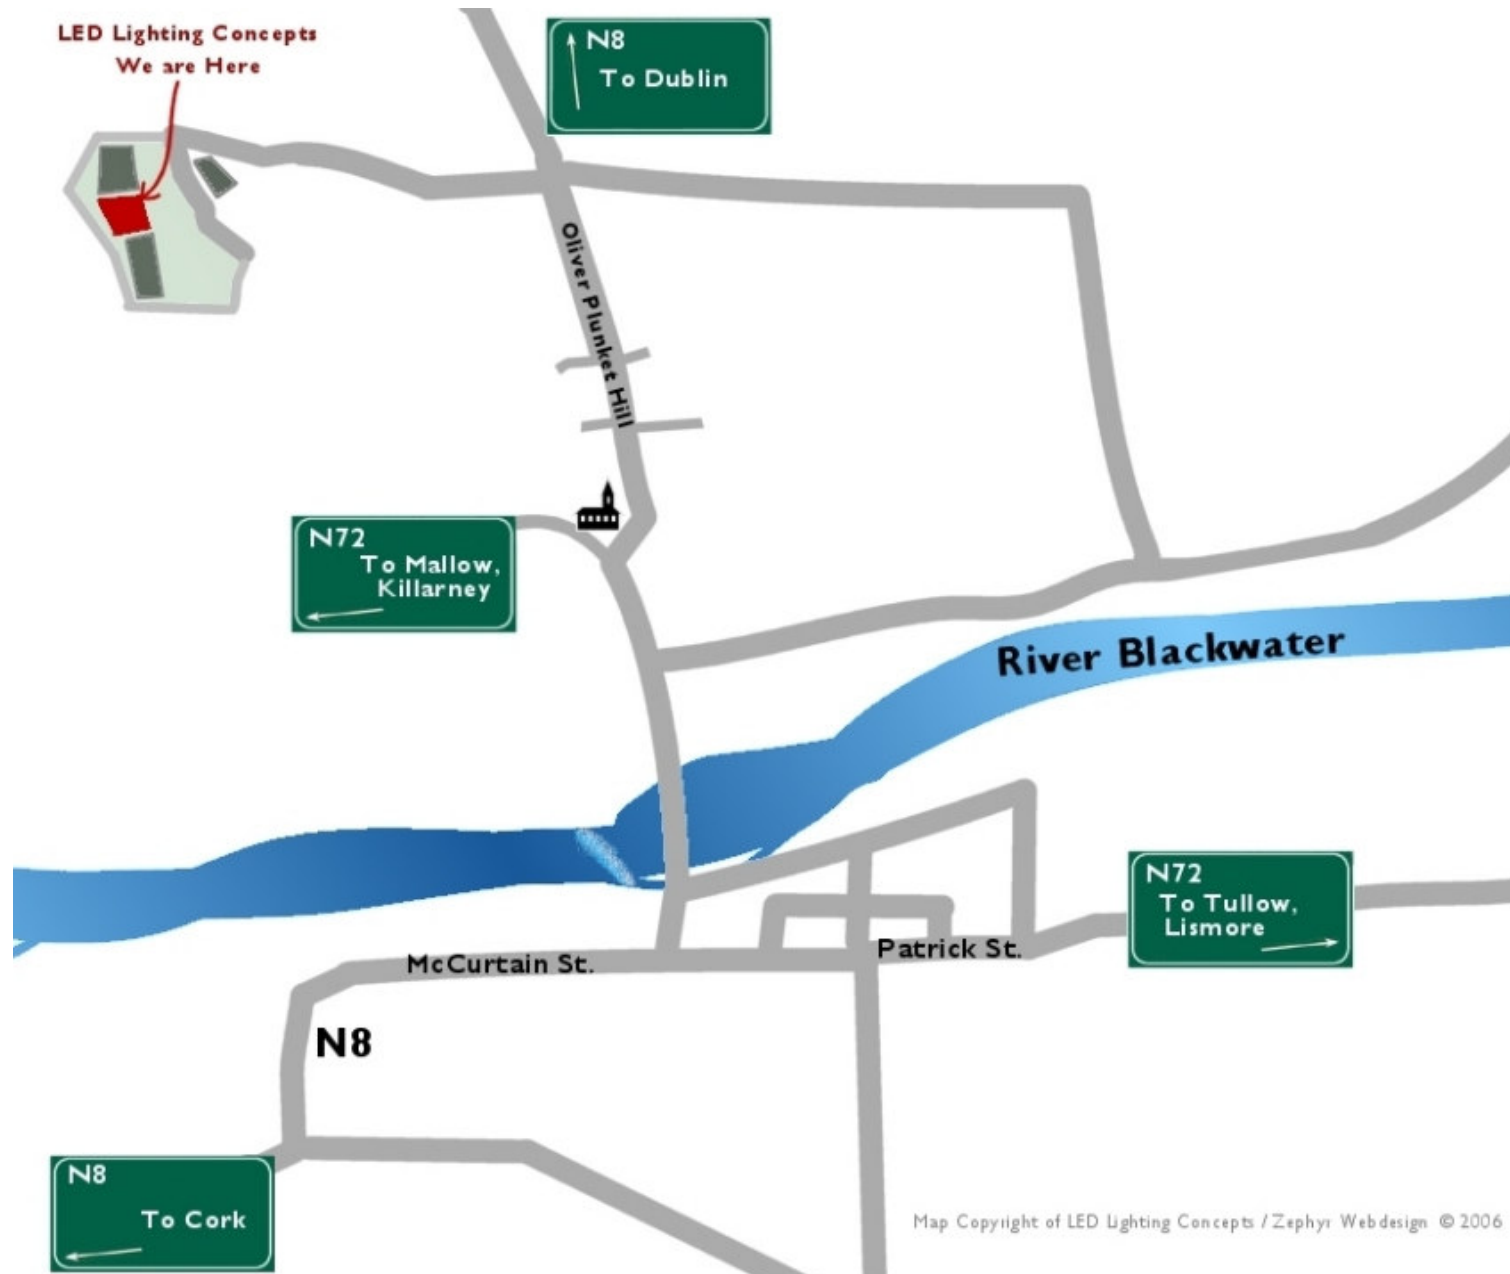 LED Lighting Concepts
We are Here
N8
To Dublin
Oliver Plunket Hill
N72
To Mallow,
Killarney
River Blackwater
N72
To Tullow,
Lismore
Patrick St.
McCurtain St.
N8
N8
To Cork
Map Copyright of LED Lighting Concepts / Zephyr Webdesign © 2006